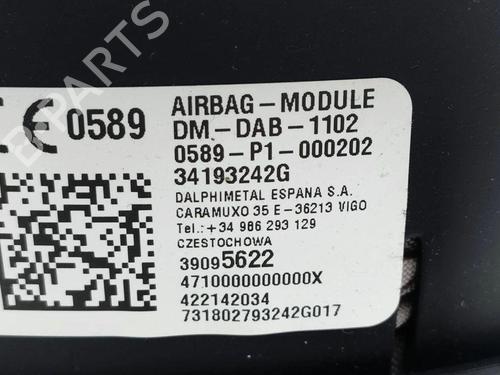 CE 0589
AIRBAG-MODULE
DM-DAB-1102
0589-P1-000202
34193242G
DALPHIMETAL ESPANA S.A.
CARAMUXO 35 E-36213 VIGO
Tel.:+34 986 293 129
CZESTOCHOWA
39095622
4710000000000X
422142034
731802793242G017